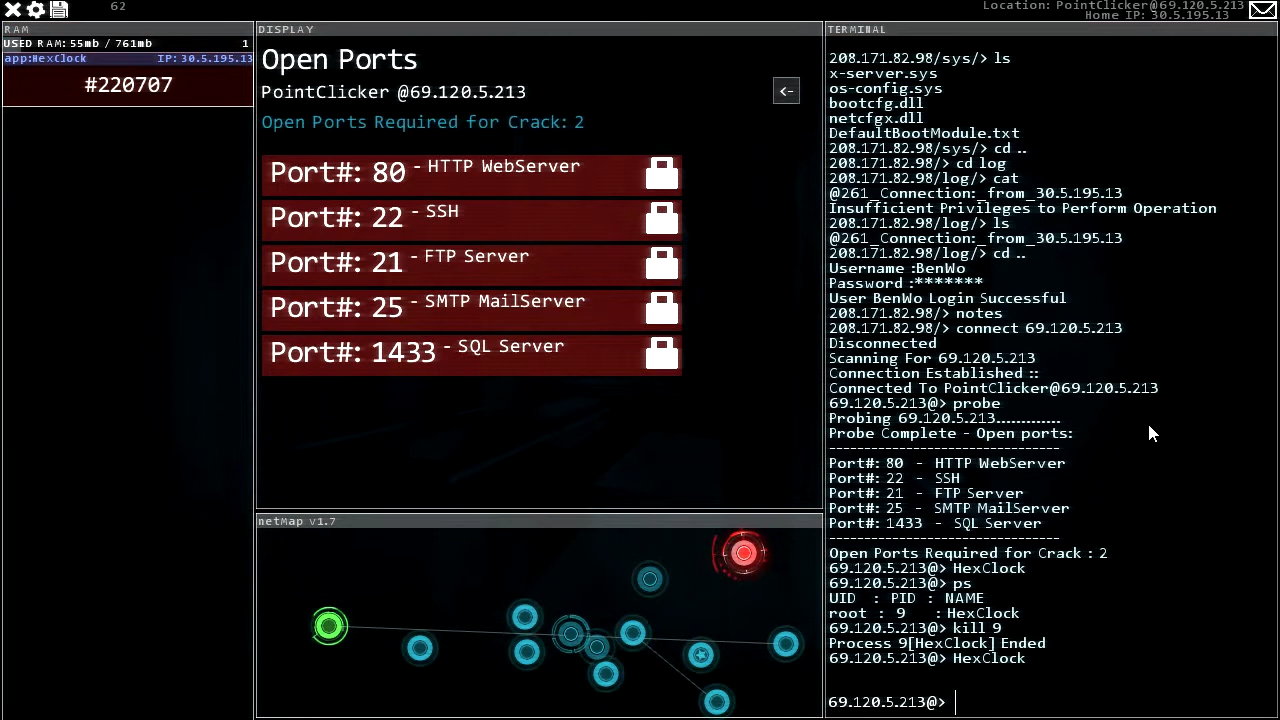 62
Location: PointClicker@69.120.5.213
Home IP: 30.5.195.13
RAM
USED RAM: 55mb / 761mb 1
app:HexClock IP: 30.5.195.13
#220707
DISPLAY
Open Ports
PointClicker @69.120.5.213
<-
Open Ports Required for Crack: 2
Port#: 80 - HTTP WebServer
Port#: 22 - SSH
Port#: 21 - FTP Server
Port#: 25 - SMTP MailServer
Port#: 1433 - SQL Server
netMap v1.7
TERMINAL
208.171.82.98/sys/> ls
x-server.sys
os-config.sys
bootcfg.dll
netcfgx.dll
DefaultBootModule.txt
208.171.82.98/sys/> cd ..
208.171.82.98/> cd log
208.171.82.98/log/> cat
@261_Connection:_from_30.5.195.13
Insufficient Privileges to Perform Operation
208.171.82.98/log/> ls
@261_Connection:_from_30.5.195.13
208.171.82.98/log/> cd ..
Username :BenWo
Password :*******
User BenWo Login Successful
208.171.82.98/> notes
208.171.82.98/> connect 69.120.5.213
Disconnected
Scanning For 69.120.5.213
Connection Established ::
Connected To PointClicker@69.120.5.213
69.120.5.213@> probe
Probing 69.120.5.213.............
Probe Complete - Open ports:
---------------------------------
Port#: 80 - HTTP WebServer
Port#: 22 - SSH
Port#: 21 - FTP Server
Port#: 25 - SMTP MailServer
Port#: 1433 - SQL Server
---------------------------------
Open Ports Required for Crack : 2
69.120.5.213@> HexClock
69.120.5.213@> ps
UID : PID : NAME
root : 9 : HexClock
69.120.5.213@> kill 9
Process 9[HexClock] Ended
69.120.5.213@> HexClock
69.120.5.213@>